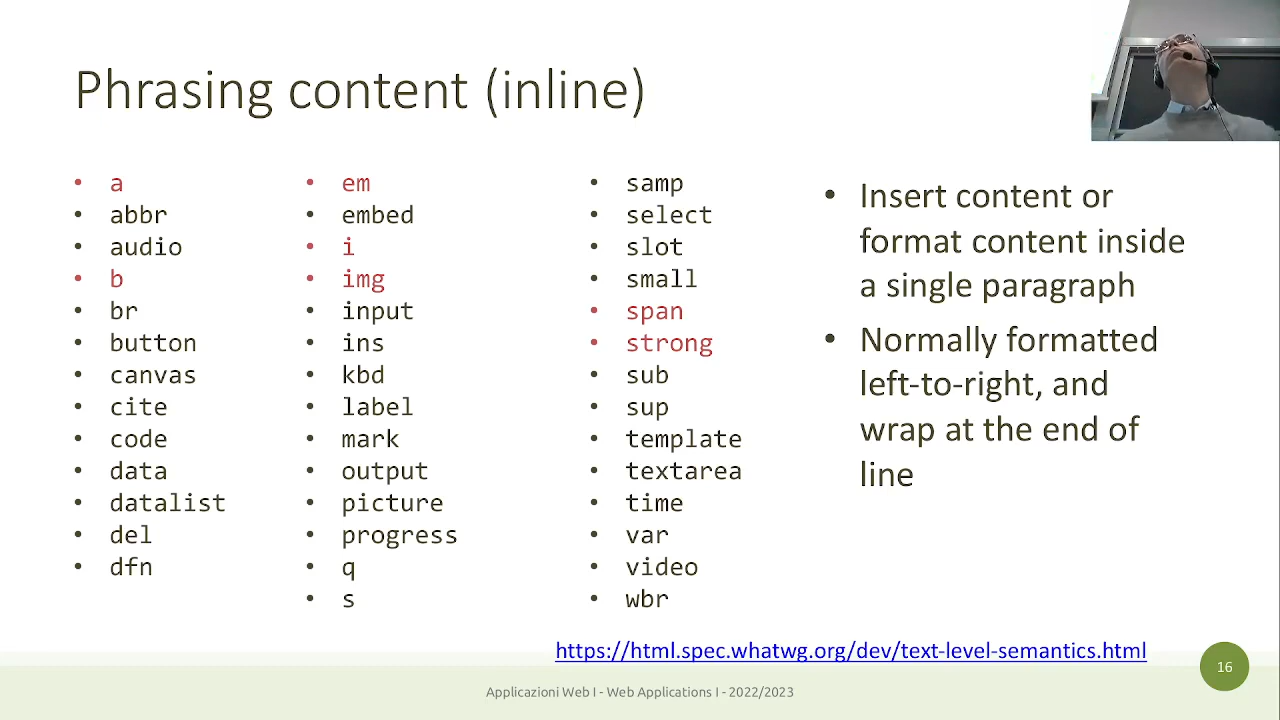 Phrasing content (inline)
• a
• abbr
• audio
• b
• br
• button
• canvas
• cite
• code
• data
• datalist
• del
• dfn
• em
• embed
• i
• img
• input
• ins
• kbd
• label
• mark
• output
• picture
• progress
• q
• s
• samp
• select
• slot
• small
• span
• strong
• sub
• sup
• template
• textarea
• time
• var
• video
• wbr
• Insert content or
format content inside
a single paragraph
• Normally formatted
left-to-right, and
wrap at the end of
line
https://html.spec.whatwg.org/dev/text-level-semantics.html
16
Applicazioni Web I - Web Applications I - 2022/2023